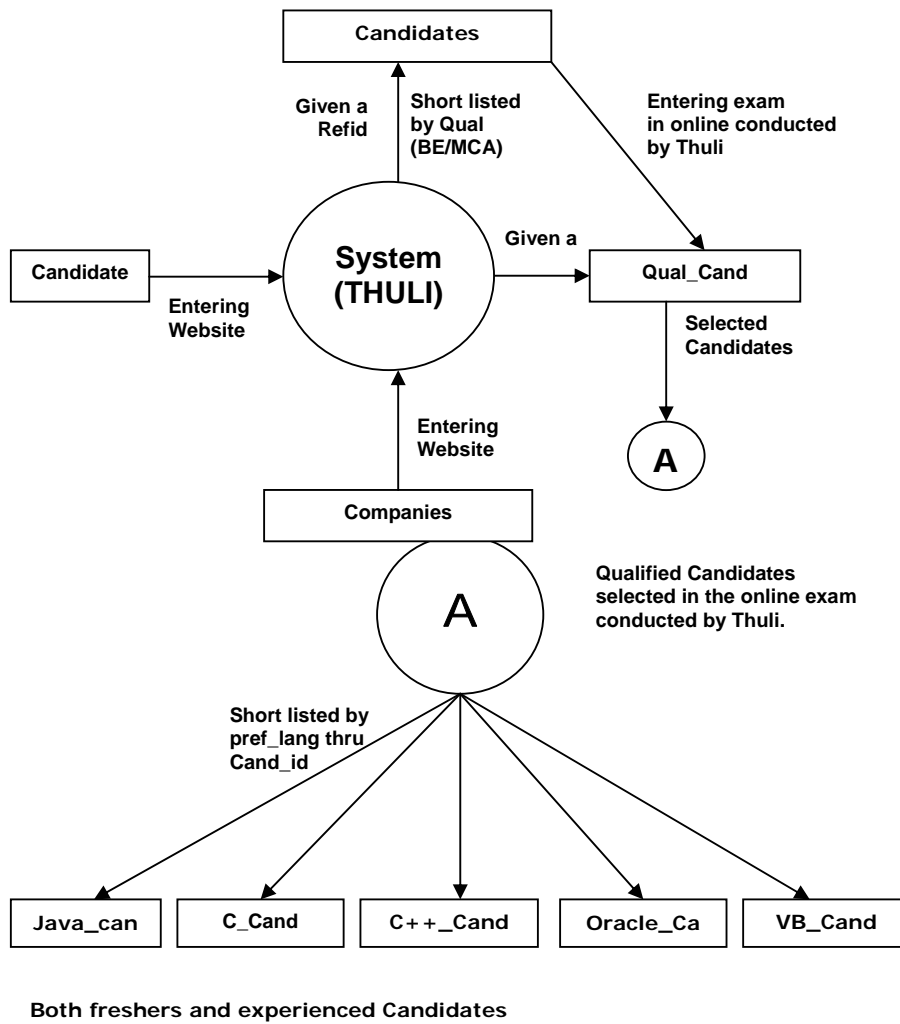 Candidates
Given a
Refid
Short listed
by Qual
(BE/MCA)
Entering exam
in online conducted
by Thuli
Candidate
Entering
Website
System
(THULI)
Given a
Qual_Cand
Selected
Candidates
A
Entering
Website
Companies
A
Qualified Candidates
selected in the online exam
conducted by Thuli.
Short listed by
pref_lang thru
Cand_id
Java_can
C_Cand
C++_Cand
Oracle_Ca
VB_Cand
Both freshers and experienced Candidates